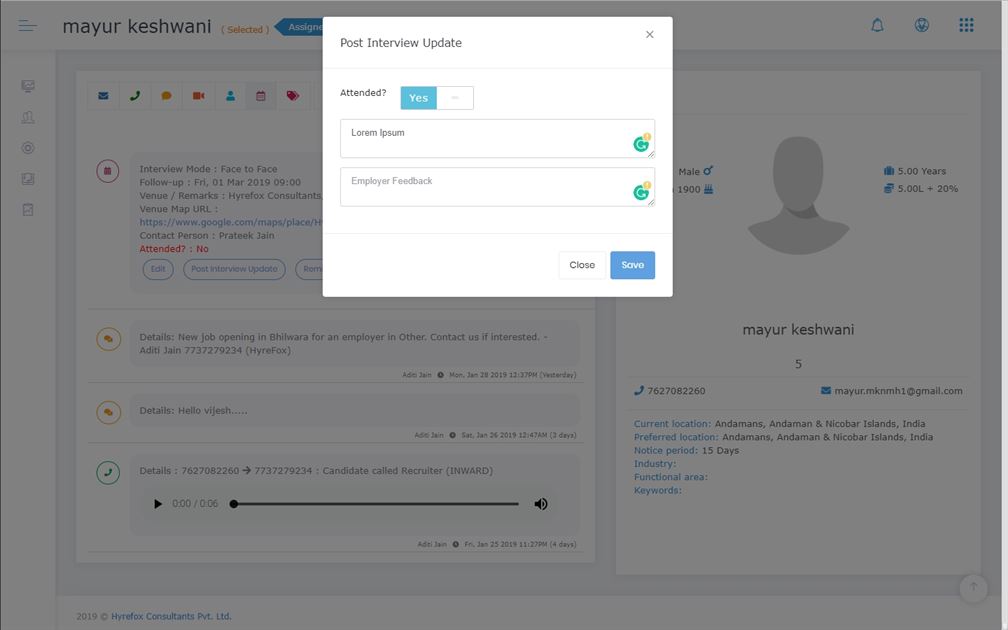 mayur keshwani ( Selected ) Assigne
Post Interview Update
×
Attended? Yes
Lorem Ipsum
Employer Feedback
Close Save
Interview Mode : Face to Face
Follow-up : Fri, 01 Mar 2019 09:00
Venue / Remarks : Hyrefox Consultants,
Venue Map URL :
https://www.google.com/maps/place/H
Contact Person : Prateek Jain
Attended? : No
Edit Post Interview Update Rem
Details: New job opening in Bhilwara for an employer in Other. Contact us if interested. -
Aditi Jain 7737279234 (HyreFox)
Aditi Jain Mon, Jan 28 2019 12:37PM (Yesterday)
Details: Hello vijesh.....
Aditi Jain Sat, Jan 26 2019 12:47AM (3 days)
Details : 7627082260 → 7737279234 : Candidate called Recruiter (INWARD)
0:00 / 0:06
Aditi Jain Fri, Jan 25 2019 11:27PM (4 days)
Male
1900
5.00 Years
5.00L + 20%
mayur keshwani
5
7627082260 mayur.mknmh1@gmail.com
Current location: Andamans, Andaman & Nicobar Islands, India
Preferred location: Andamans, Andaman & Nicobar Islands, India
Notice period: 15 Days
Industry:
Functional area:
Keywords:
2019 © Hyrefox Consultants Pvt. Ltd.